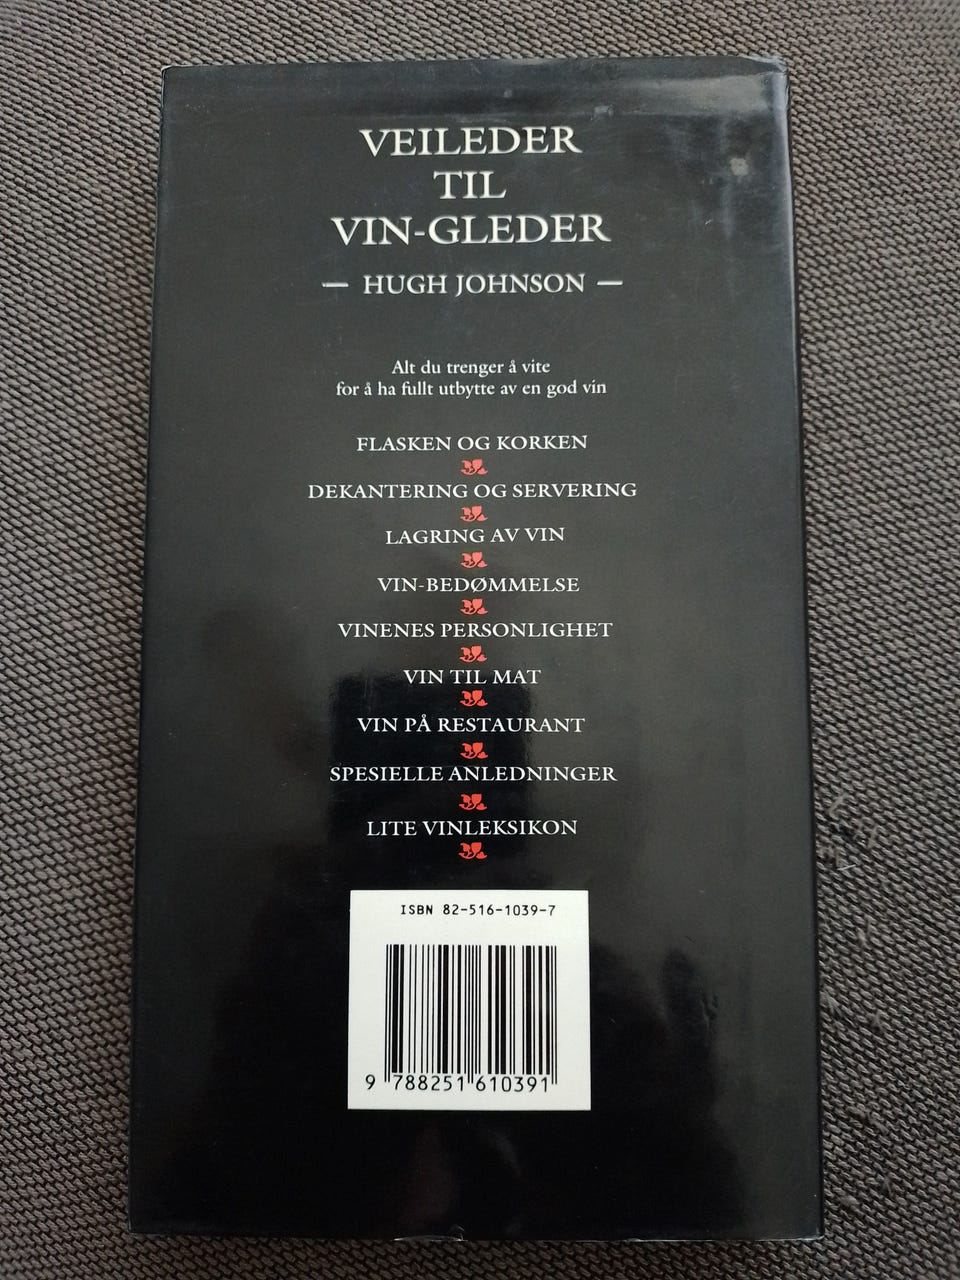 VEILEDER
TIL
VIN-GLEDER
— HUGH JOHNSON —
Alt du trenger å vite
for å ha fullt utbytte av en god vin
FLASKEN OG KORKEN
DEKANTERING OG SERVERING
LAGRING AV VIN
VIN-BEDØMMELSE
VINENES PERSONLIGHET
VIN TIL MAT
VIN PÅ RESTAURANT
SPESIELLE ANLEDNINGER
LITE VINLEKSIKON
ISBN 82-516-1039-7
9 788251 610391